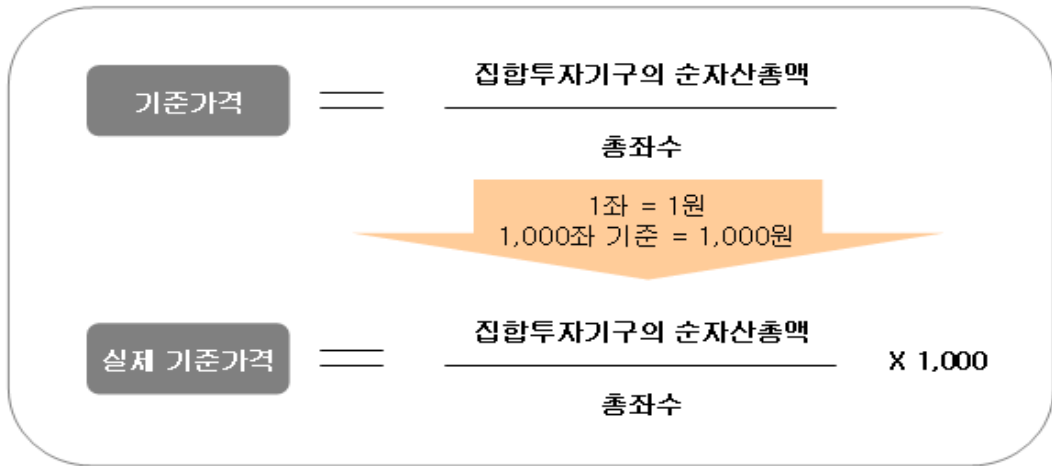 집합투자기구의 순자산총액
기준가격
총좌수
1좌 = 1원
1,000좌 기준 = 1,000원
집합투자기구의 순자산총액
실제 기준가격
X 1,000
총좌수